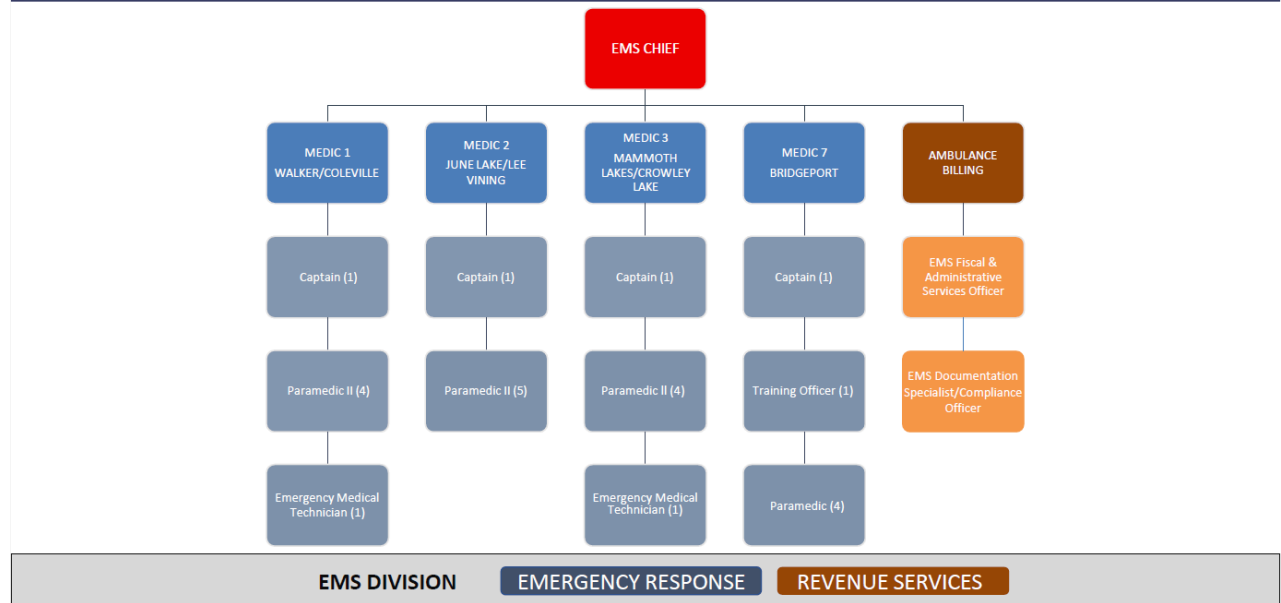 EMS CHIEF
MEDIC 1
WALKER/COLEVILLE
MEDIC 2
JUNE LAKE/LEE
VINING
MEDIC 3
MAMMOTH
LAKES/CROWLEY
LAKE
MEDIC 7
BRIDGEPORT
AMBULANCE
BILLING
Captain (1)
Captain (1)
Captain (1)
Captain (1)
EMS Fiscal &
Administrative
Services Officer
Paramedic II (4)
Paramedic II (5)
Paramedic ll (4)
Training Officer (1)
EMS Documentation
Specialist/Compliance
Officer
Emergency Medical
Technician (1)
Emergency Medical
Technician (1)
Paramedic (4)
EMS DIVISION
EMERGENCY RESPONSE
REVENUE SERVICES